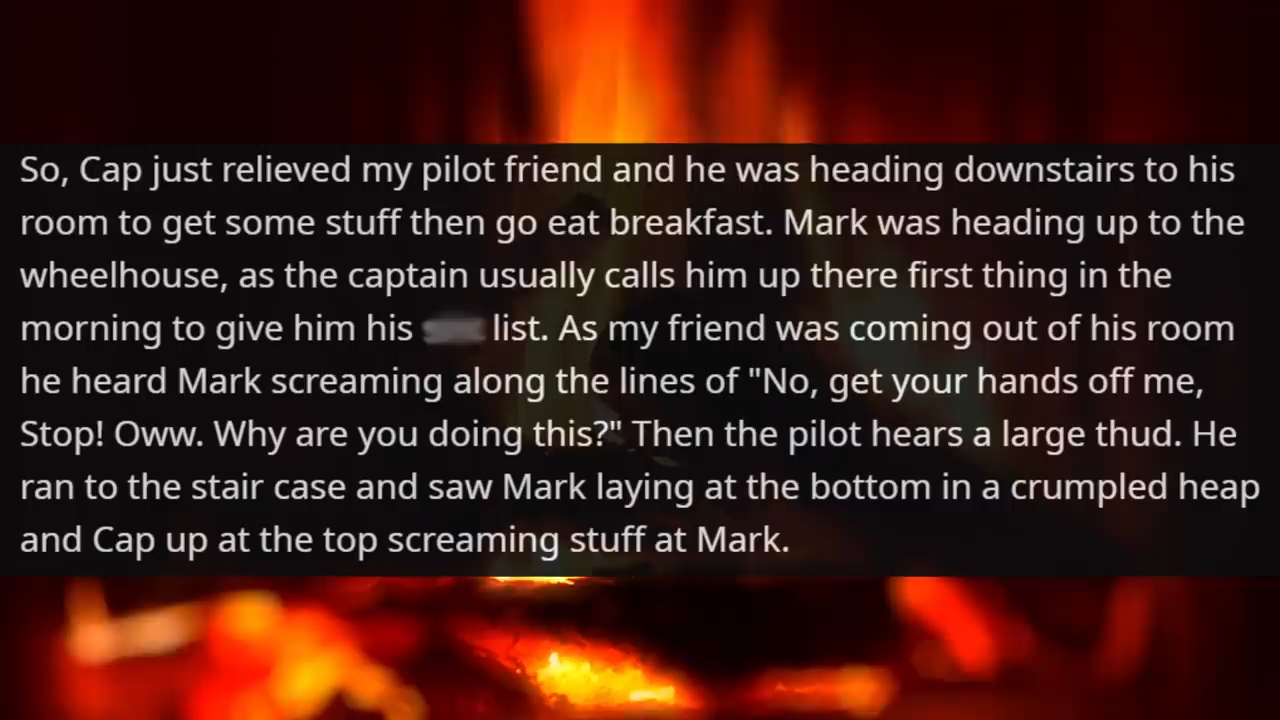 So, Cap just relieved my pilot friend and he was heading downstairs to his
room to get some stuff then go eat breakfast. Mark was heading up to the
wheelhouse, as the captain usually calls him up there first thing in the
morning to give him his list. As my friend was coming out of his room
he heard Mark screaming along the lines of "No, get your hands off me,
Stop! Oww. Why are you doing this?" Then the pilot hears a large thud. He
ran to the stair case and saw Mark laying at the bottom in a crumpled heap
and Cap up at the top screaming stuff at Mark.